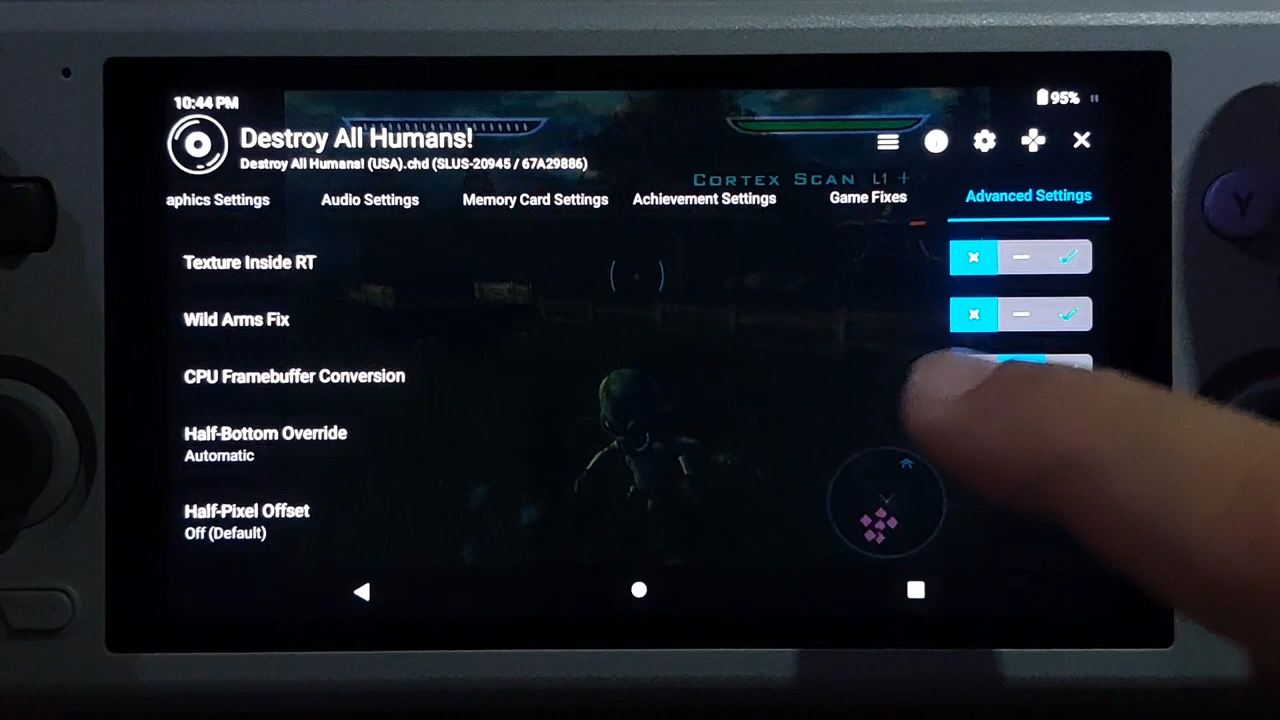 10:44 PM
95%
Destroy All Humans!
Destroy All Humans! (USA).chd (SLUS-20945 / 67A29886)
CORTEX SCAN L1 +
aphics Settings
Audio Settings
Memory Card Settings
Achievement Settings
Game Fixes
Advanced Settings
Texture Inside RT
Wild Arms Fix
CPU Framebuffer Conversion
Half-Bottom Override
Automatic
Half-Pixel Offset
Off (Default)
Y